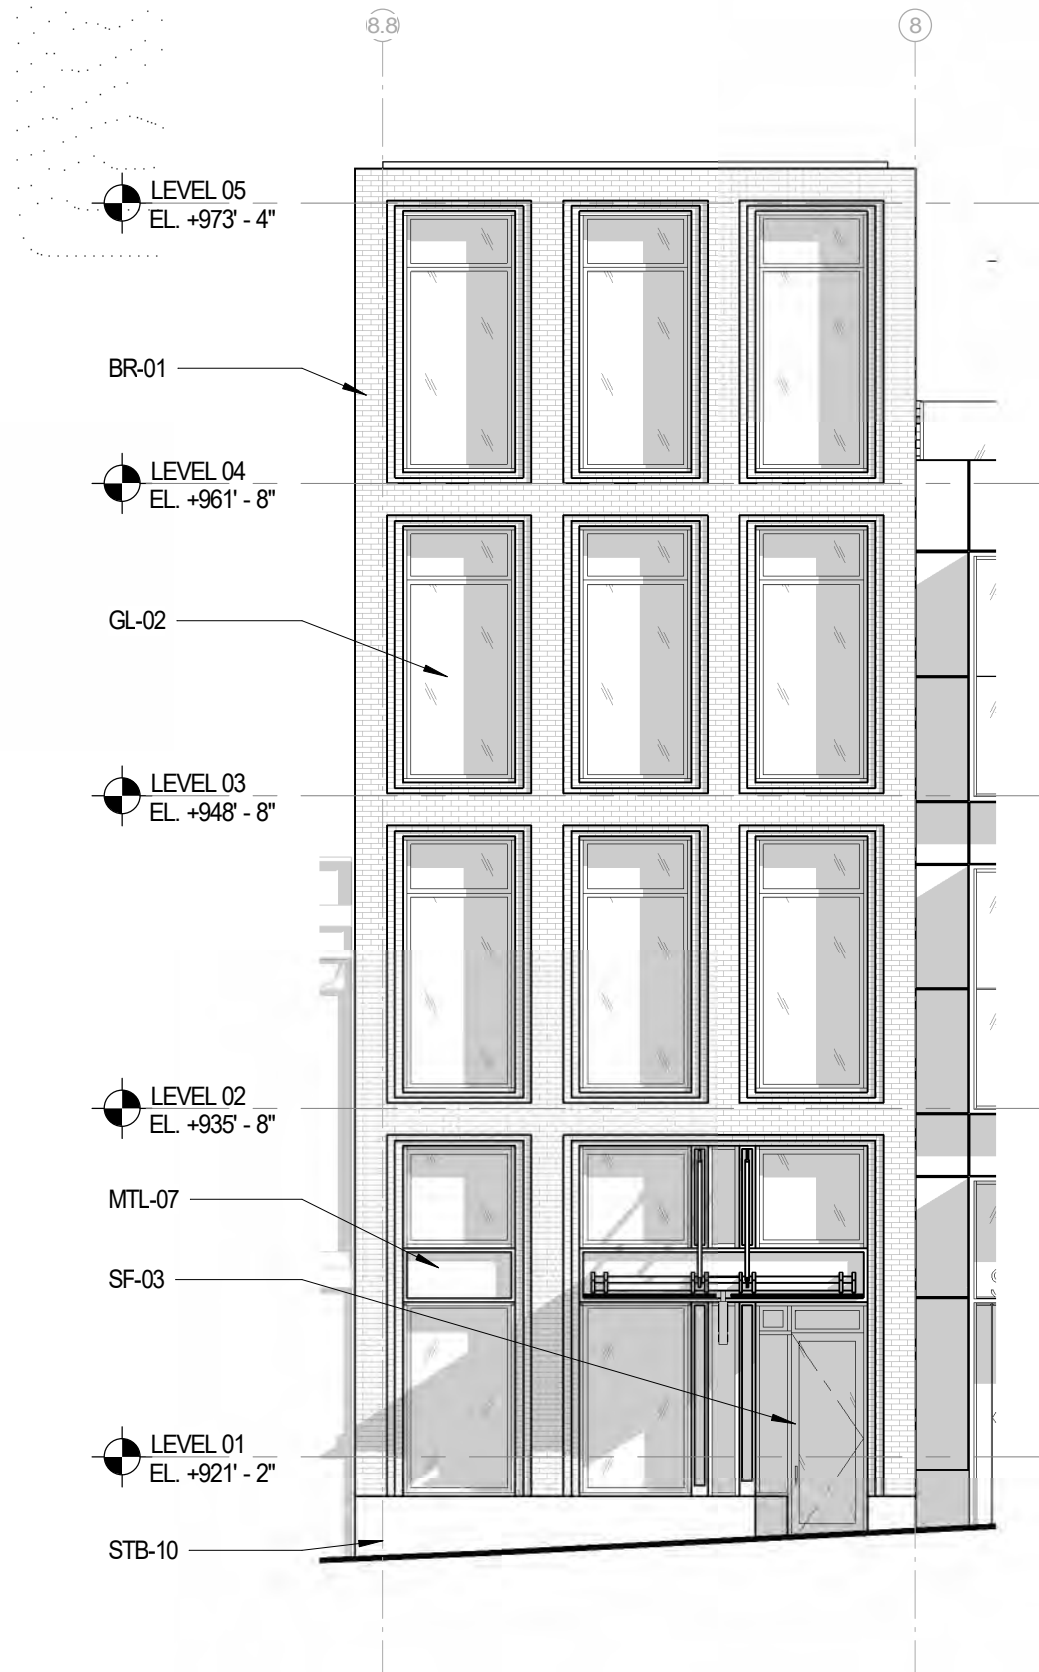 8.8
8
LEVEL 05
EL. +973' - 4"
BR-01
LEVEL 04
EL. +961' - 8"
GL-02
LEVEL 03
EL. +948' - 8"
LEVEL 02
EL. +935' - 8"
MTL-07
SF-03
LEVEL 01
EL. +921' - 2"
STB-10